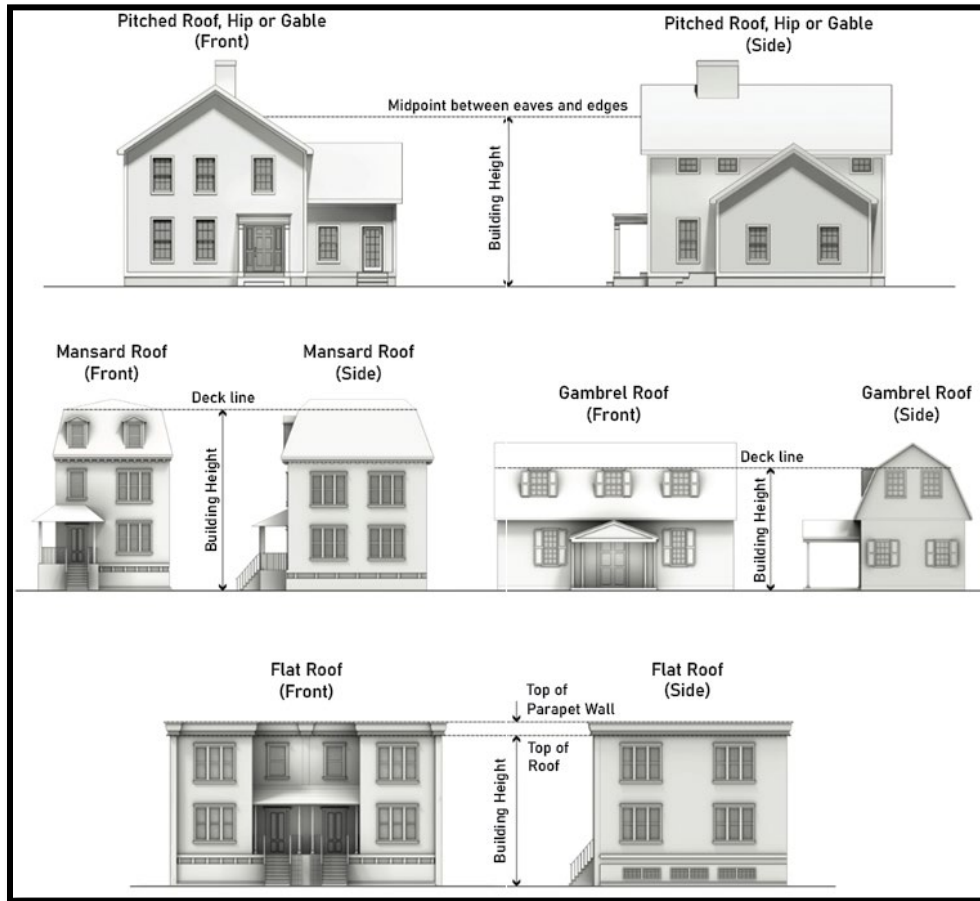 Pitched Roof, Hip or Gable
(Front)
Pitched Roof, Hip or Gable
(Side)
Midpoint between eaves and edges
Building Height
Mansard Roof
(Front)
Mansard Roof
(Side)
Deck line
Building Height
Gambrel Roof
(Front)
Gambrel Roof
(Side)
Deck line
Building Height
Flat Roof
(Front)
Flat Roof
(Side)
Top of
Parapet Wall
Top of
Roof
Building Height